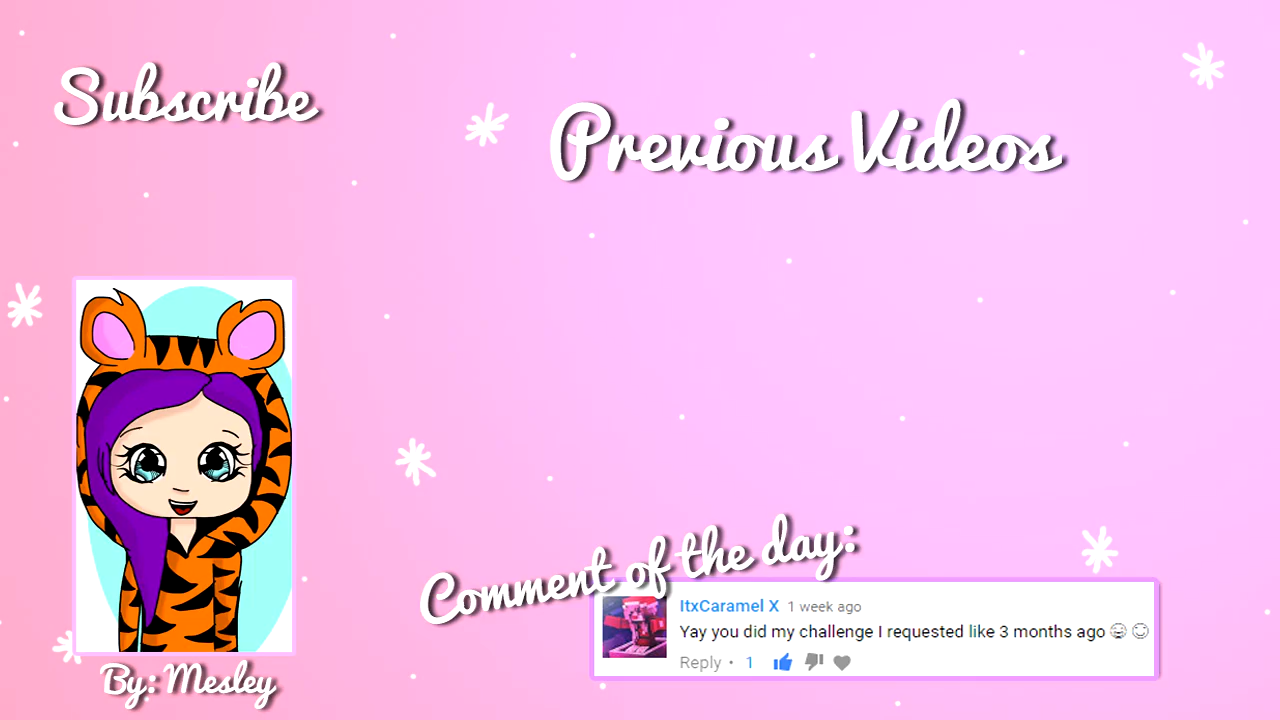 Subscribe
Previous Videos
Comment of the day:
ItxCaramel X 1 week ago
Yay you did my challenge I requested like 3 months ago 😂 ☺
Reply • 1
By: Mesley